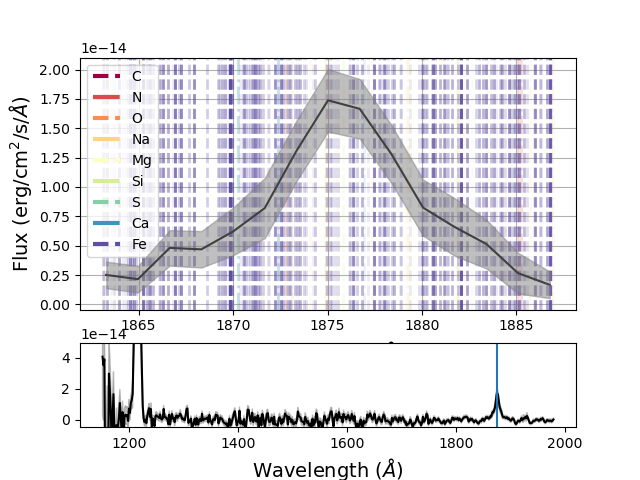 1e−14
2.00
1.75
1.50
1.25
1.00
0.75
0.50
0.25
0.00
Flux (erg/cm²/s/Å)
C
N
O
Na
Mg
Si
S
Ca
Fe
1865 1870 1875 1880 1885
1e−14
4
2
0
1200 1400 1600 1800 2000
Wavelength (Å)